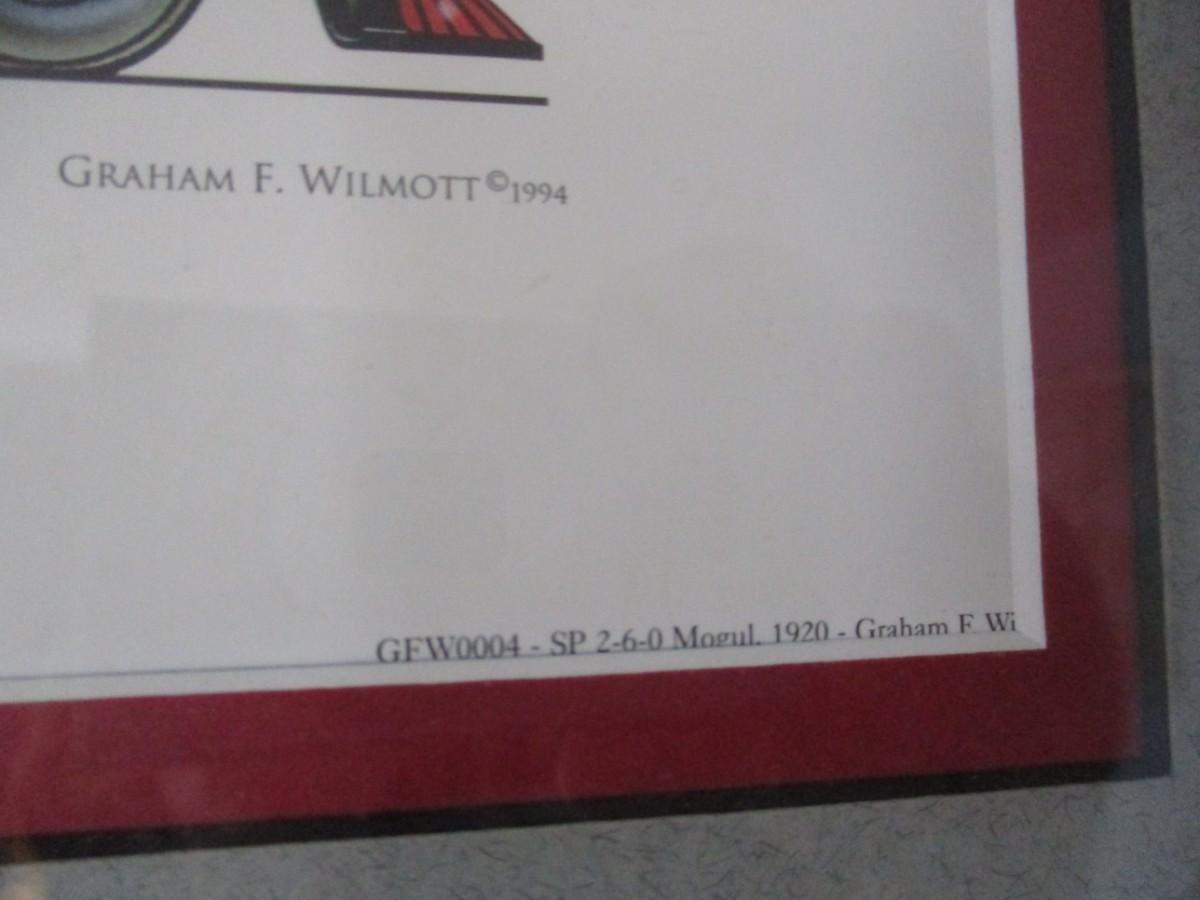 GRAHAM F. WILMOTT ©1994
GFW0004 - SP 2-6-0 Mogul, 1920 - Graham F. Wi